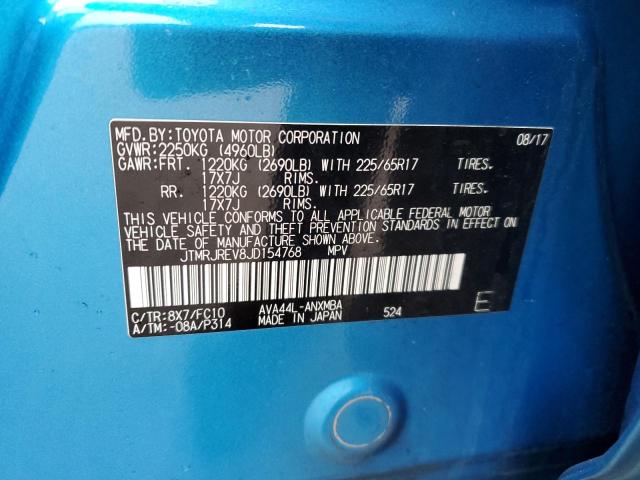 MFD.BY:TOYOTA MOTOR CORPORATION 08/17
GVWR:2250KG (4960LB)
GAWR:FRT. 1220KG (2690LB) WITH 225/65R17 TIRES.
17X7J RIMS.
RR. 1220KG (2690LB) WITH 225/65R17 TIRES.
17X7J RIMS.
THIS VEHICLE CONFORMS TO ALL APPLICABLE FEDERAL MOTOR
VEHICLE SAFETY AND THEFT PREVENTION STANDARDS IN EFFECT ON
THE DATE OF MANUFACTURE SHOWN ABOVE.
JTMRJREV8JD154768 MPV
C/TR:8X7/FC10 AVA44L-ANXMBA
A/TM:-08A/P314 MADE IN JAPAN 524 E